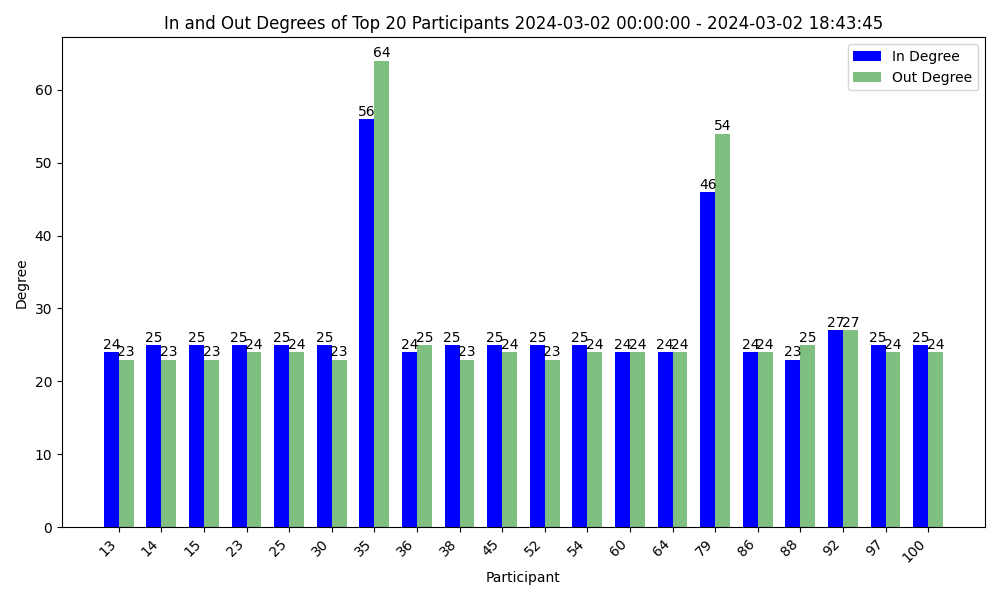 In and Out Degrees of Top 20 Participants 2024-03-02 00:00:00 - 2024-03-02 18:43:45
In Degree
Out Degree
Degree
60
50
40
30
20
10
0
24 23 25 23 25 23 25 24 25 24 25 23 56 64 24 25 25 23 25 24 25 23 25 24 24 24 24 24 46 54 24 24 23 25 27 27 25 24 25 24
13 14 15 23 25 30 35 36 38 45 52 54 60 64 79 86 88 92 97 100
Participant